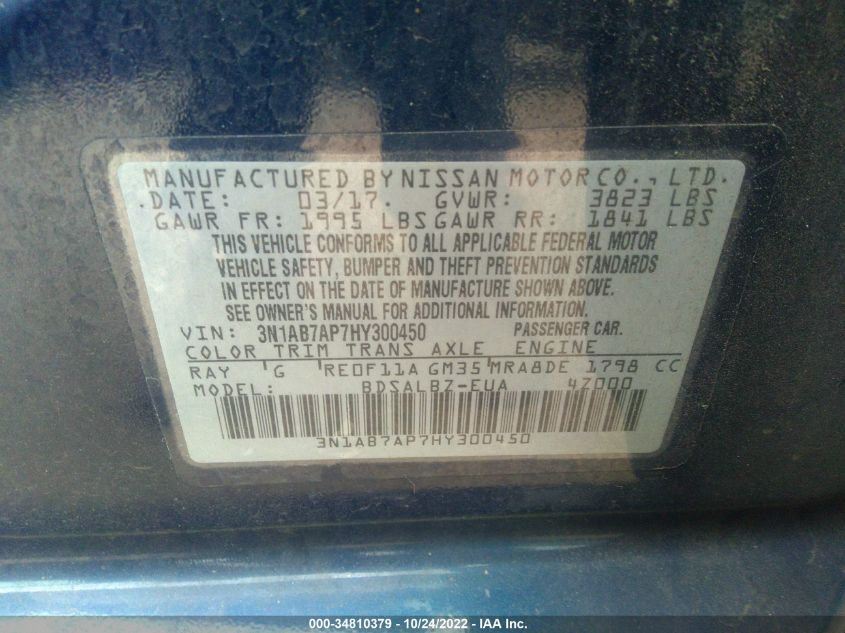 MANUFACTURED BY NISSAN MOTOR CO., LTD.
DATE: 03/17 GVWR: 3823 LBS
GAWR FR: 1995 LBS GAWR RR: 1841 LBS
THIS VEHICLE CONFORMS TO ALL APPLICABLE FEDERAL MOTOR
VEHICLE SAFETY, BUMPER AND THEFT PREVENTION STANDARDS
IN EFFECT ON THE DATE OF MANUFACTURE SHOWN ABOVE.
SEE OWNER'S MANUAL FOR ADDITIONAL INFORMATION.
VIN: 3N1AB7AP7HY300450 PASSENGER CAR.
COLOR TRIM TRANS AXLE ENGINE
RAY G RE0F11A GM35 MRA8DE 1798 CC
MODEL: BDSALBZ-EUA 4Z000
3N1AB7AP7HY300450
000-34810379 - 10/24/2022 - IAA Inc.